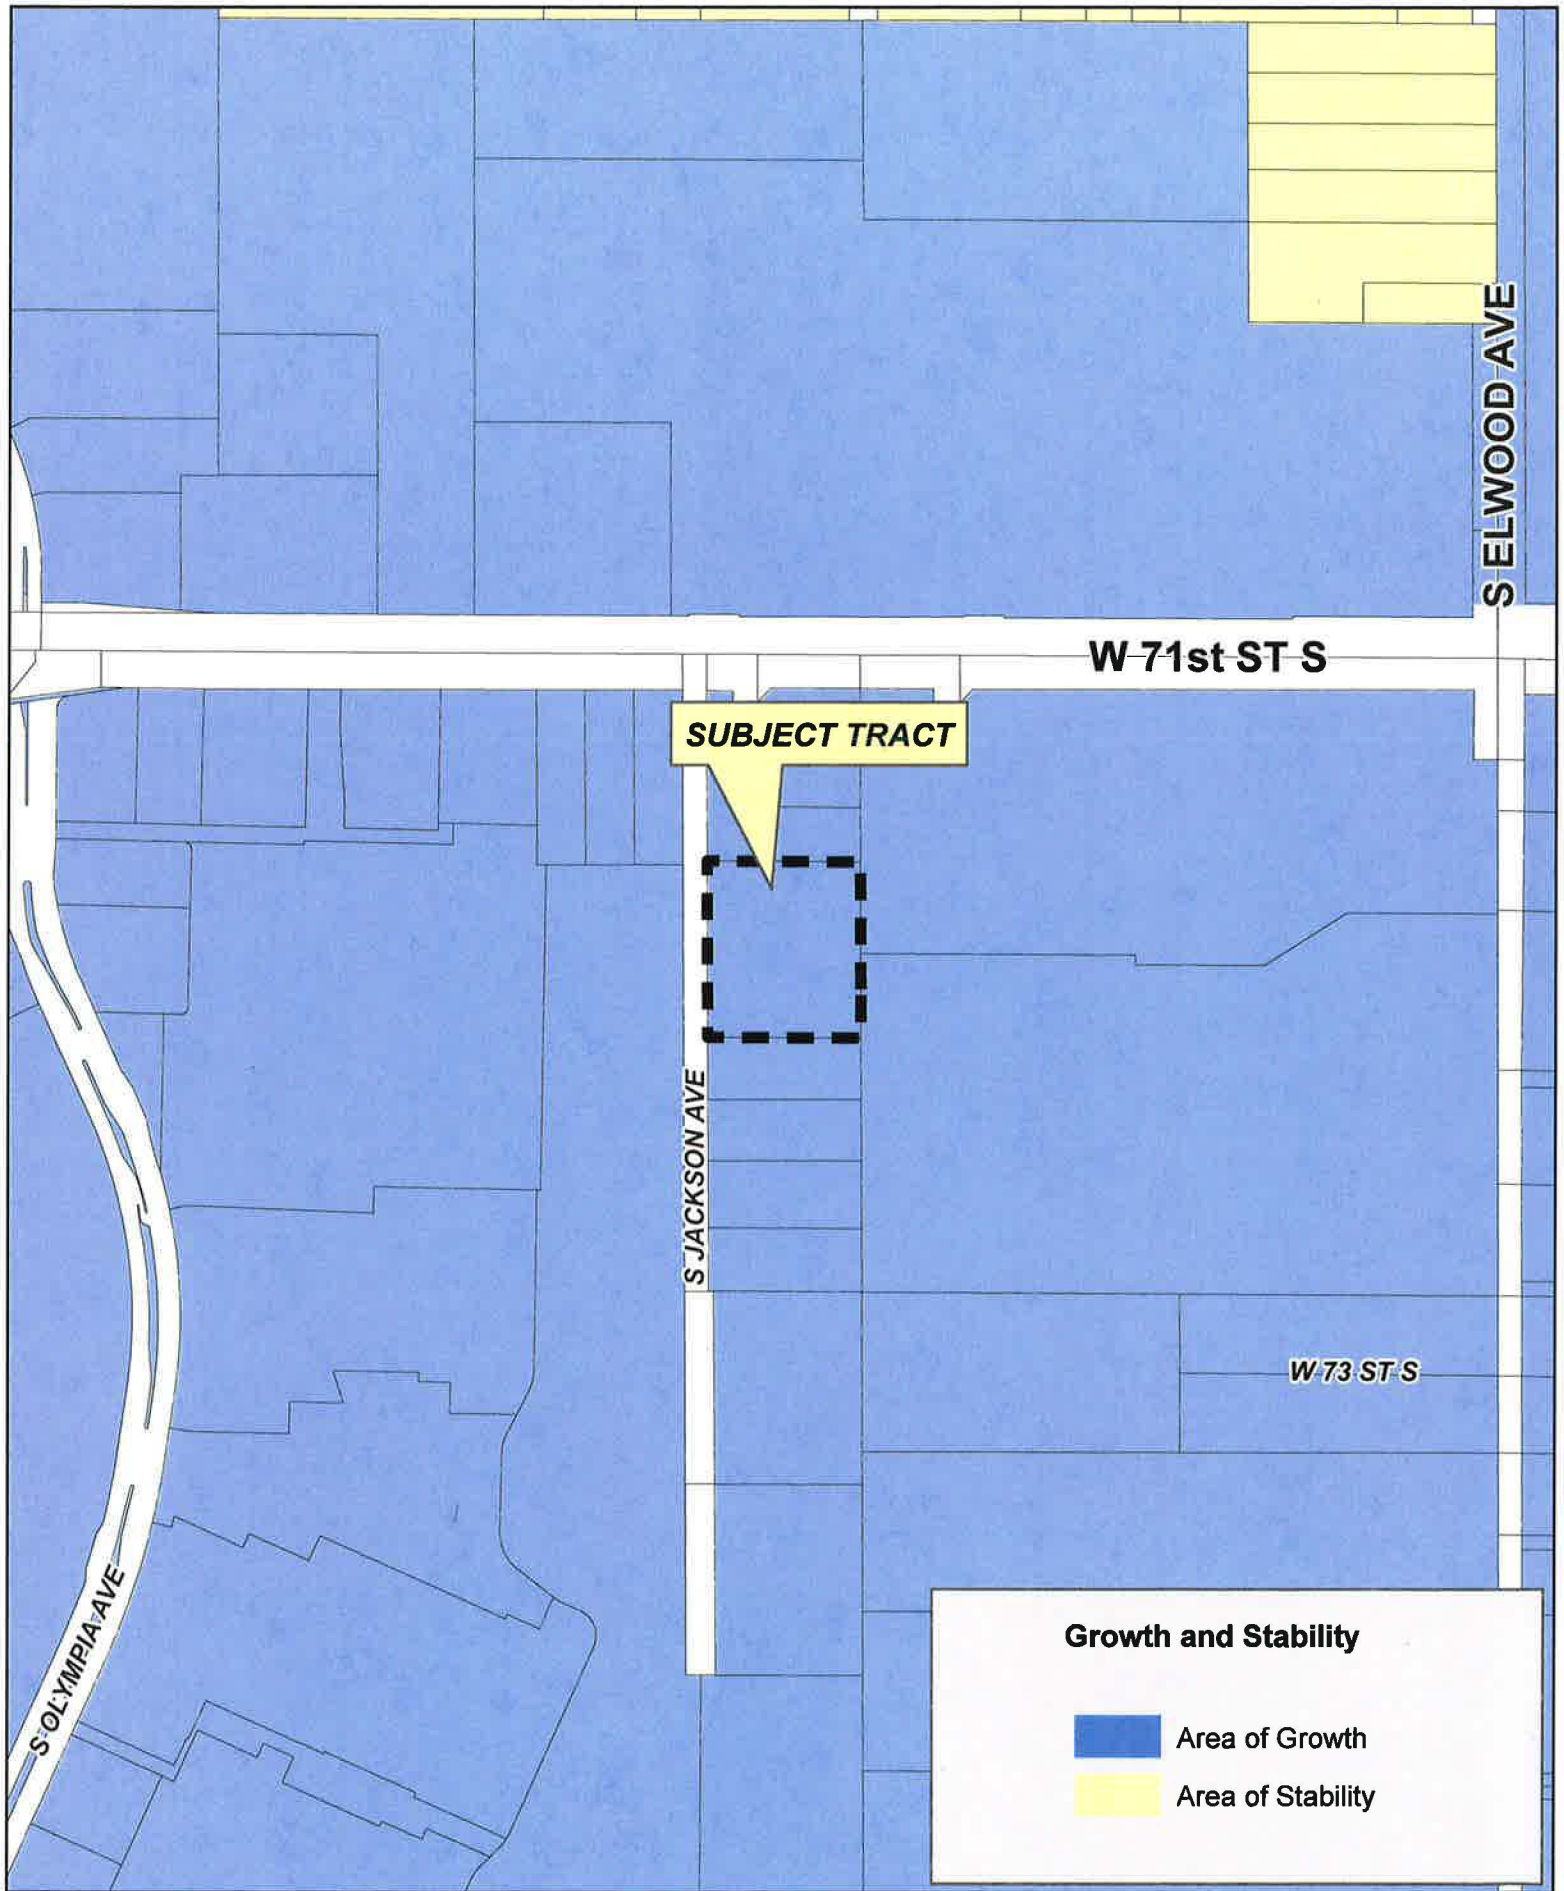 S ELWOOD AVE
W 71st ST S
SUBJECT TRACT
S JACKSON AVE
W 73 ST S
S OLYMPIA AVE
Growth and Stability
Area of Growth
Area of Stability